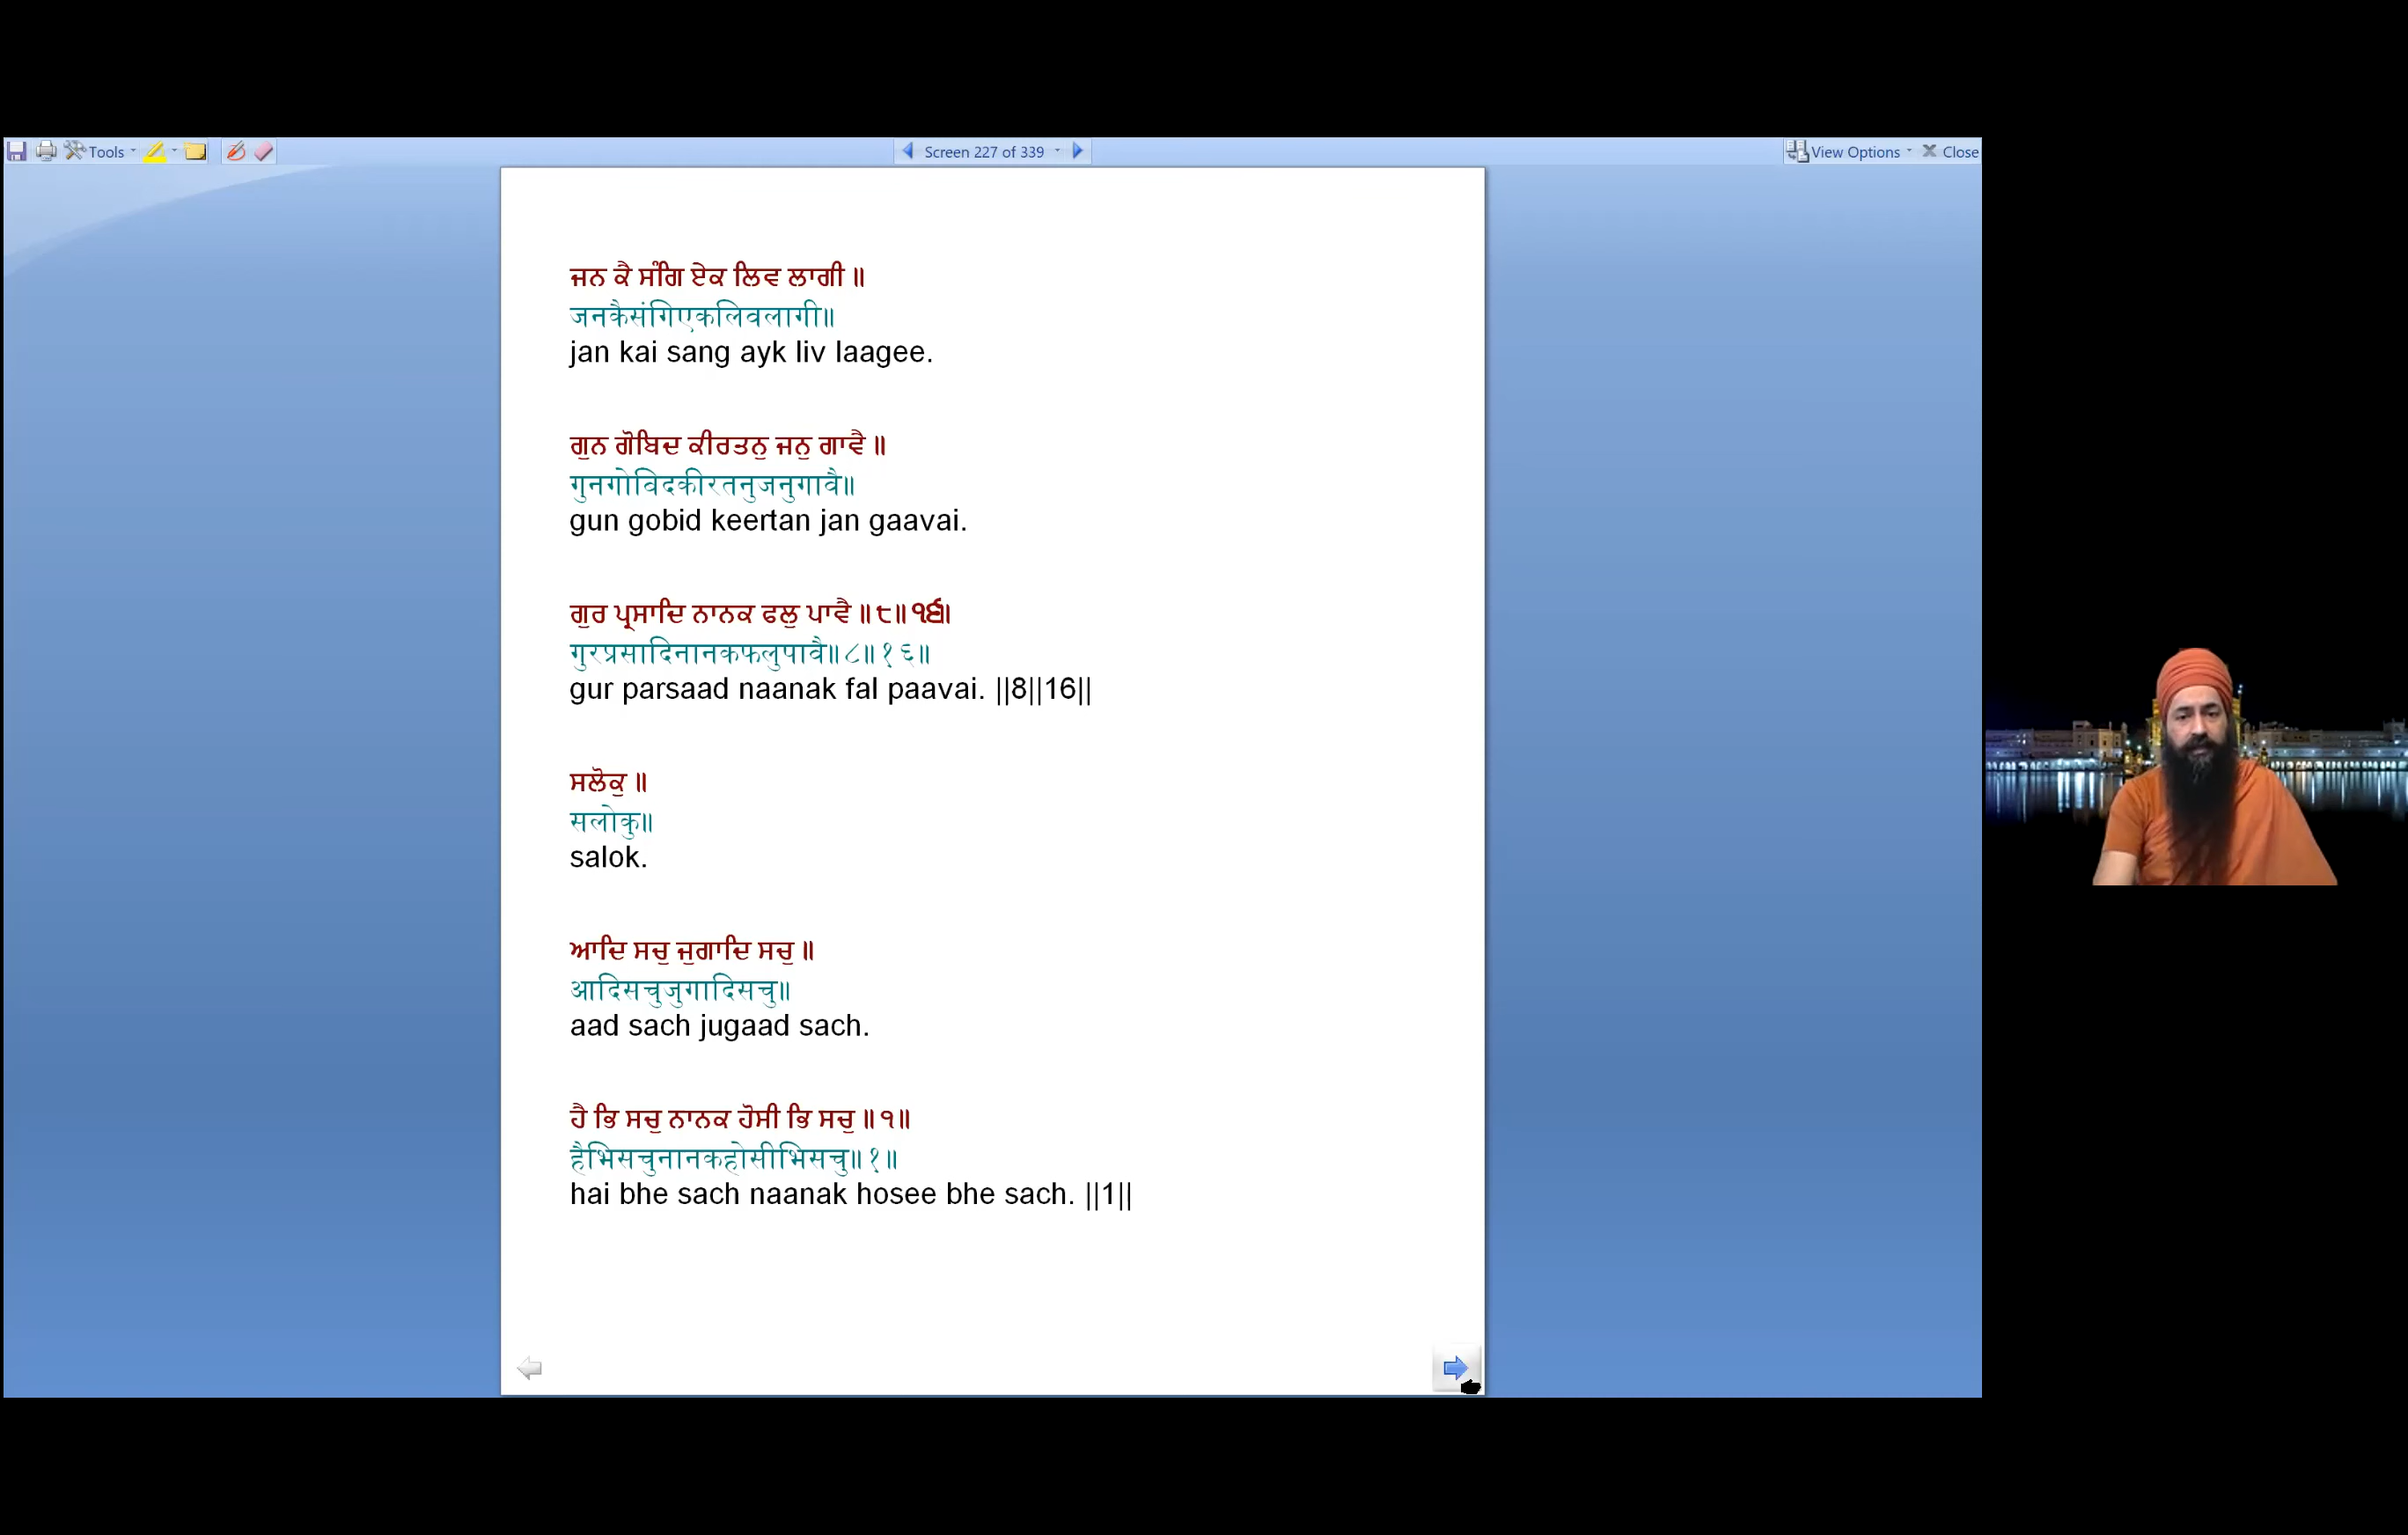 Tools
Screen 227 of 339
View Options
Close
ਜਨ ਕੈ ਸੰਗਿ ਏਕ ਲਿਵ ਲਾਗੀ ॥
जनकैसंगिएकलिवलागी॥
jan kai sang ayk liv laagee.
ਗੁਨ ਗੋਬਿਦ ਕੀਰਤਨੁ ਜਨੁ ਗਾਵੈ ॥
गुनगोबिदकीरतनुजनुगावै॥
gun gobid keertan jan gaavai.
ਗੁਰ ਪ੍ਰਸਾਦਿ ਨਾਨਕ ਫਲੁ ਪਾਵੈ ॥੮॥੧੬॥
गुरप्रसादिनानकफलुपावै॥८॥१६॥
gur parsaad naanak fal paavai. ||8||16||
ਸਲੋਕੁ ॥
सलोकु॥
salok.
ਆਦਿ ਸਚੁ ਜੁਗਾਦਿ ਸਚੁ ॥
आदिसचुजुगादिसचु॥
aad sach jugaad sach.
ਹੈ ਭਿ ਸਚੁ ਨਾਨਕ ਹੋਸੀ ਭਿ ਸਚੁ ॥੧॥
हैभिसचुनानकहोसीभिसचु॥१॥
hai bhe sach naanak hosee bhe sach. ||1||